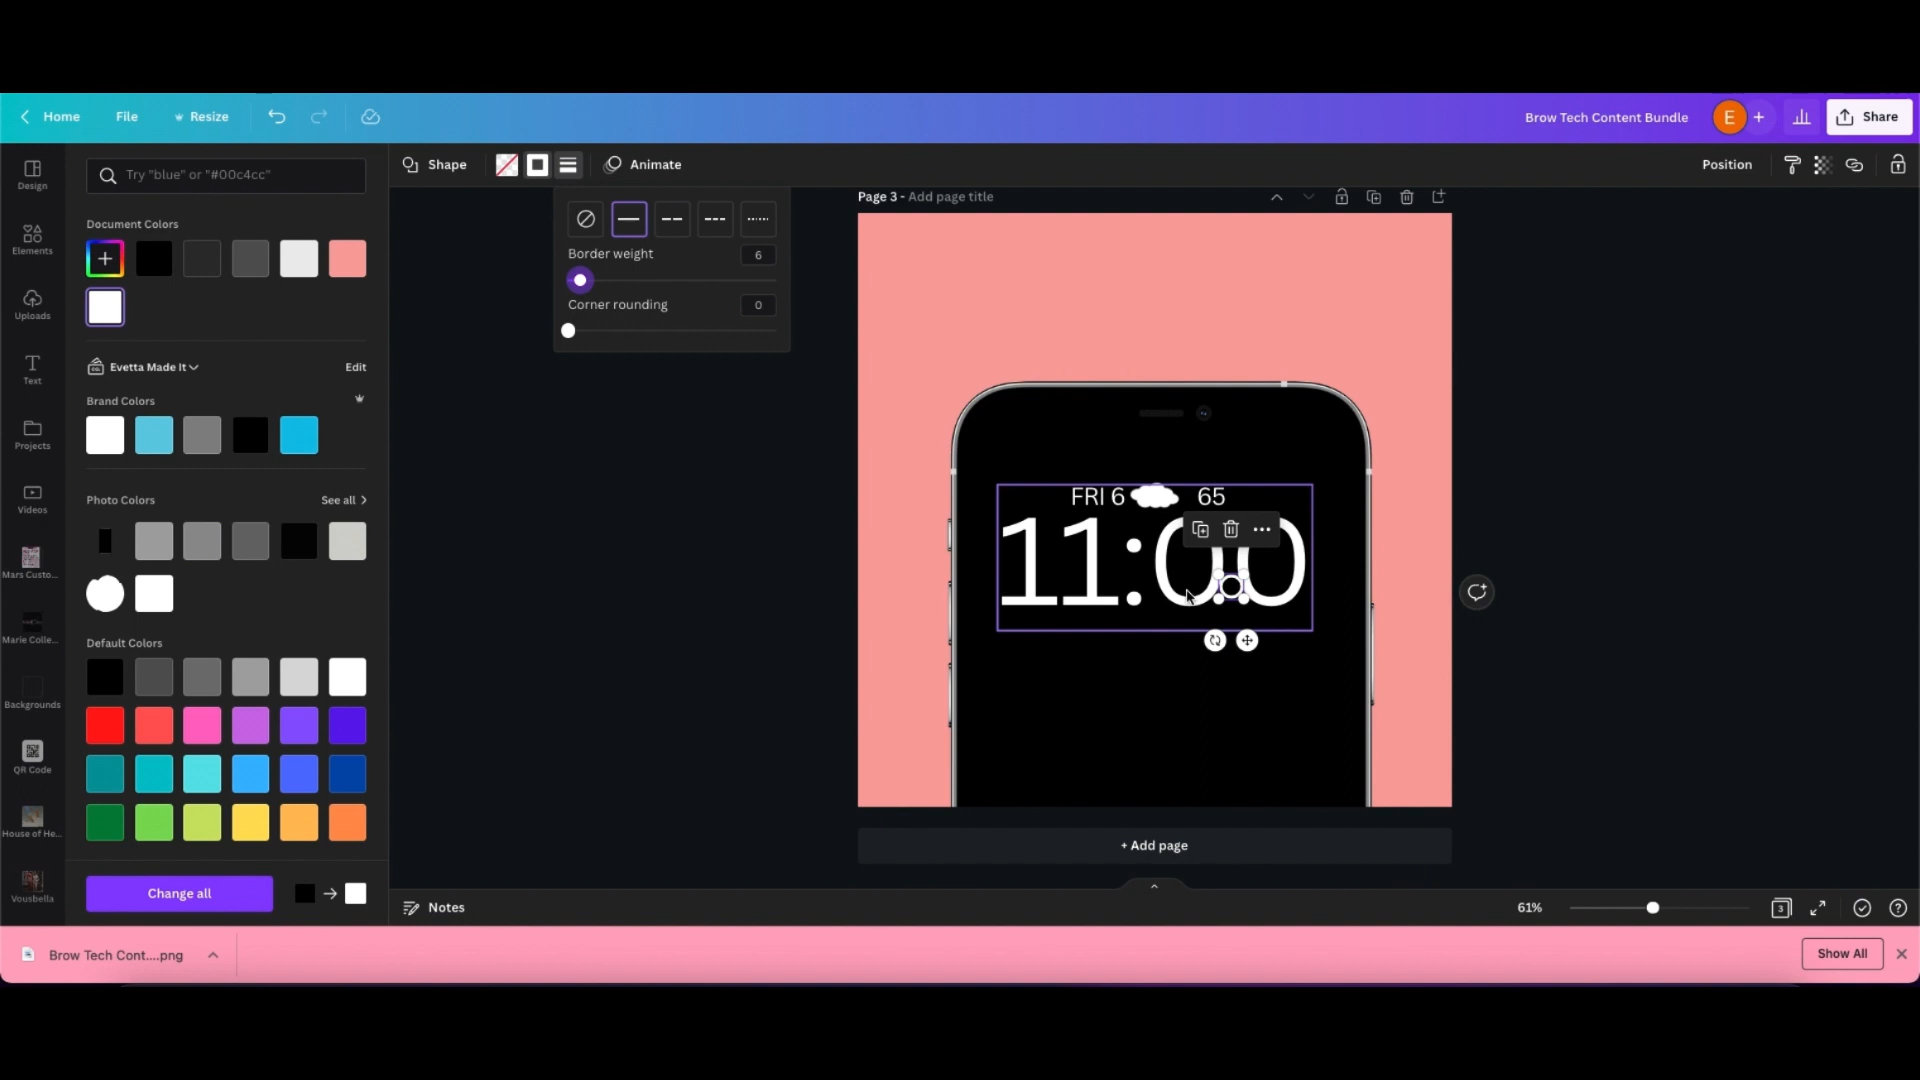 Home
File
Resize
Brow Tech Content Bundle
E
Share
Design
Elements
Uploads
Text
Projects
Videos
Mars Custo...
Marie Colle...
Backgrounds
QR Code
House of He...
Vousbella
Try "blue" or "#00c4cc"
Document Colors
Evetta Made It
Edit
Brand Colors
Photo Colors
See all
Default Colors
Change all
Shape
Animate
Position
Border weight
6
Corner rounding
0
Page 3 - Add page title
FRI 6
65
11:00
+ Add page
Notes
61%
3
Brow Tech Cont....png
Show All